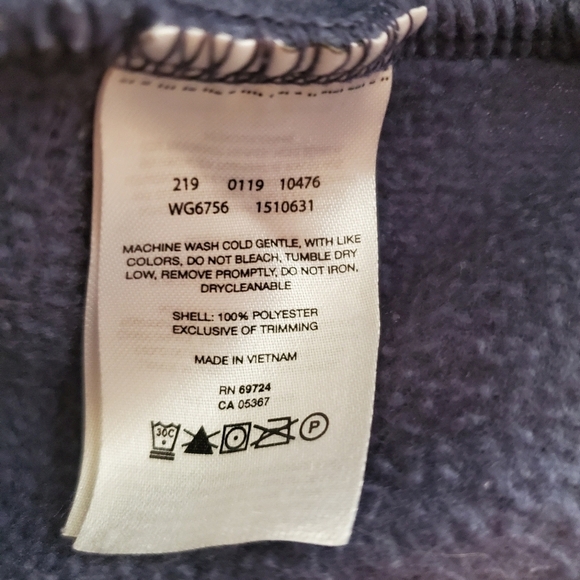 219 0119 10476
WG6756 1510631
MACHINE WASH COLD GENTLE, WITH LIKE
COLORS, DO NOT BLEACH, TUMBLE DRY
LOW, REMOVE PROMPTLY, DO NOT IRON,
DRYCLEANABLE
SHELL: 100% POLYESTER
EXCLUSIVE OF TRIMMING
MADE IN VIETNAM
RN 69724
CA 05367
30C P